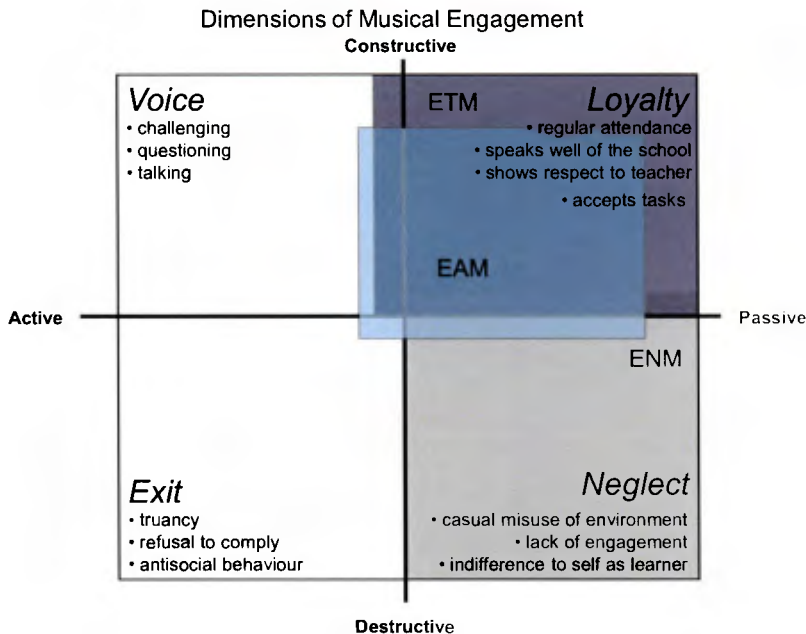 Dimensions of Musical Engagement
Constructive
Voice
• challenging
• questioning
• talking
ETM
Loyalty
• regular attendance
• speaks well of the school
• shows respect to teacher
• accepts tasks
EAM
Active
Passive
ENM
Exit
• truancy
• refusal to comply
• antisocial behaviour
Neglect
• casual misuse of environment
• lack of engagement
• indifference to self as learner
Destructive